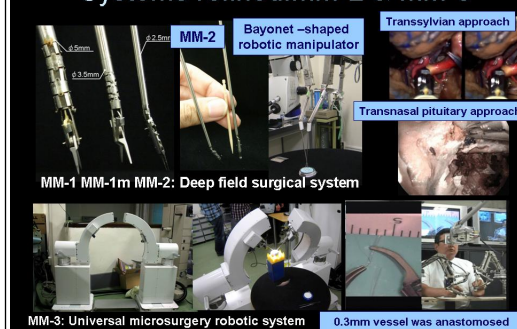 ϕ5mm
ϕ3.5mm
ϕ2.5mm
MM-2
Bayonet –shaped
robotic manipulator
Transsylvian approach
Transnasal pituitary approach
MM-1 MM-1m MM-2: Deep field surgical system
MM-3: Universal microsurgery robotic system
0.3mm vessel was anastomosed